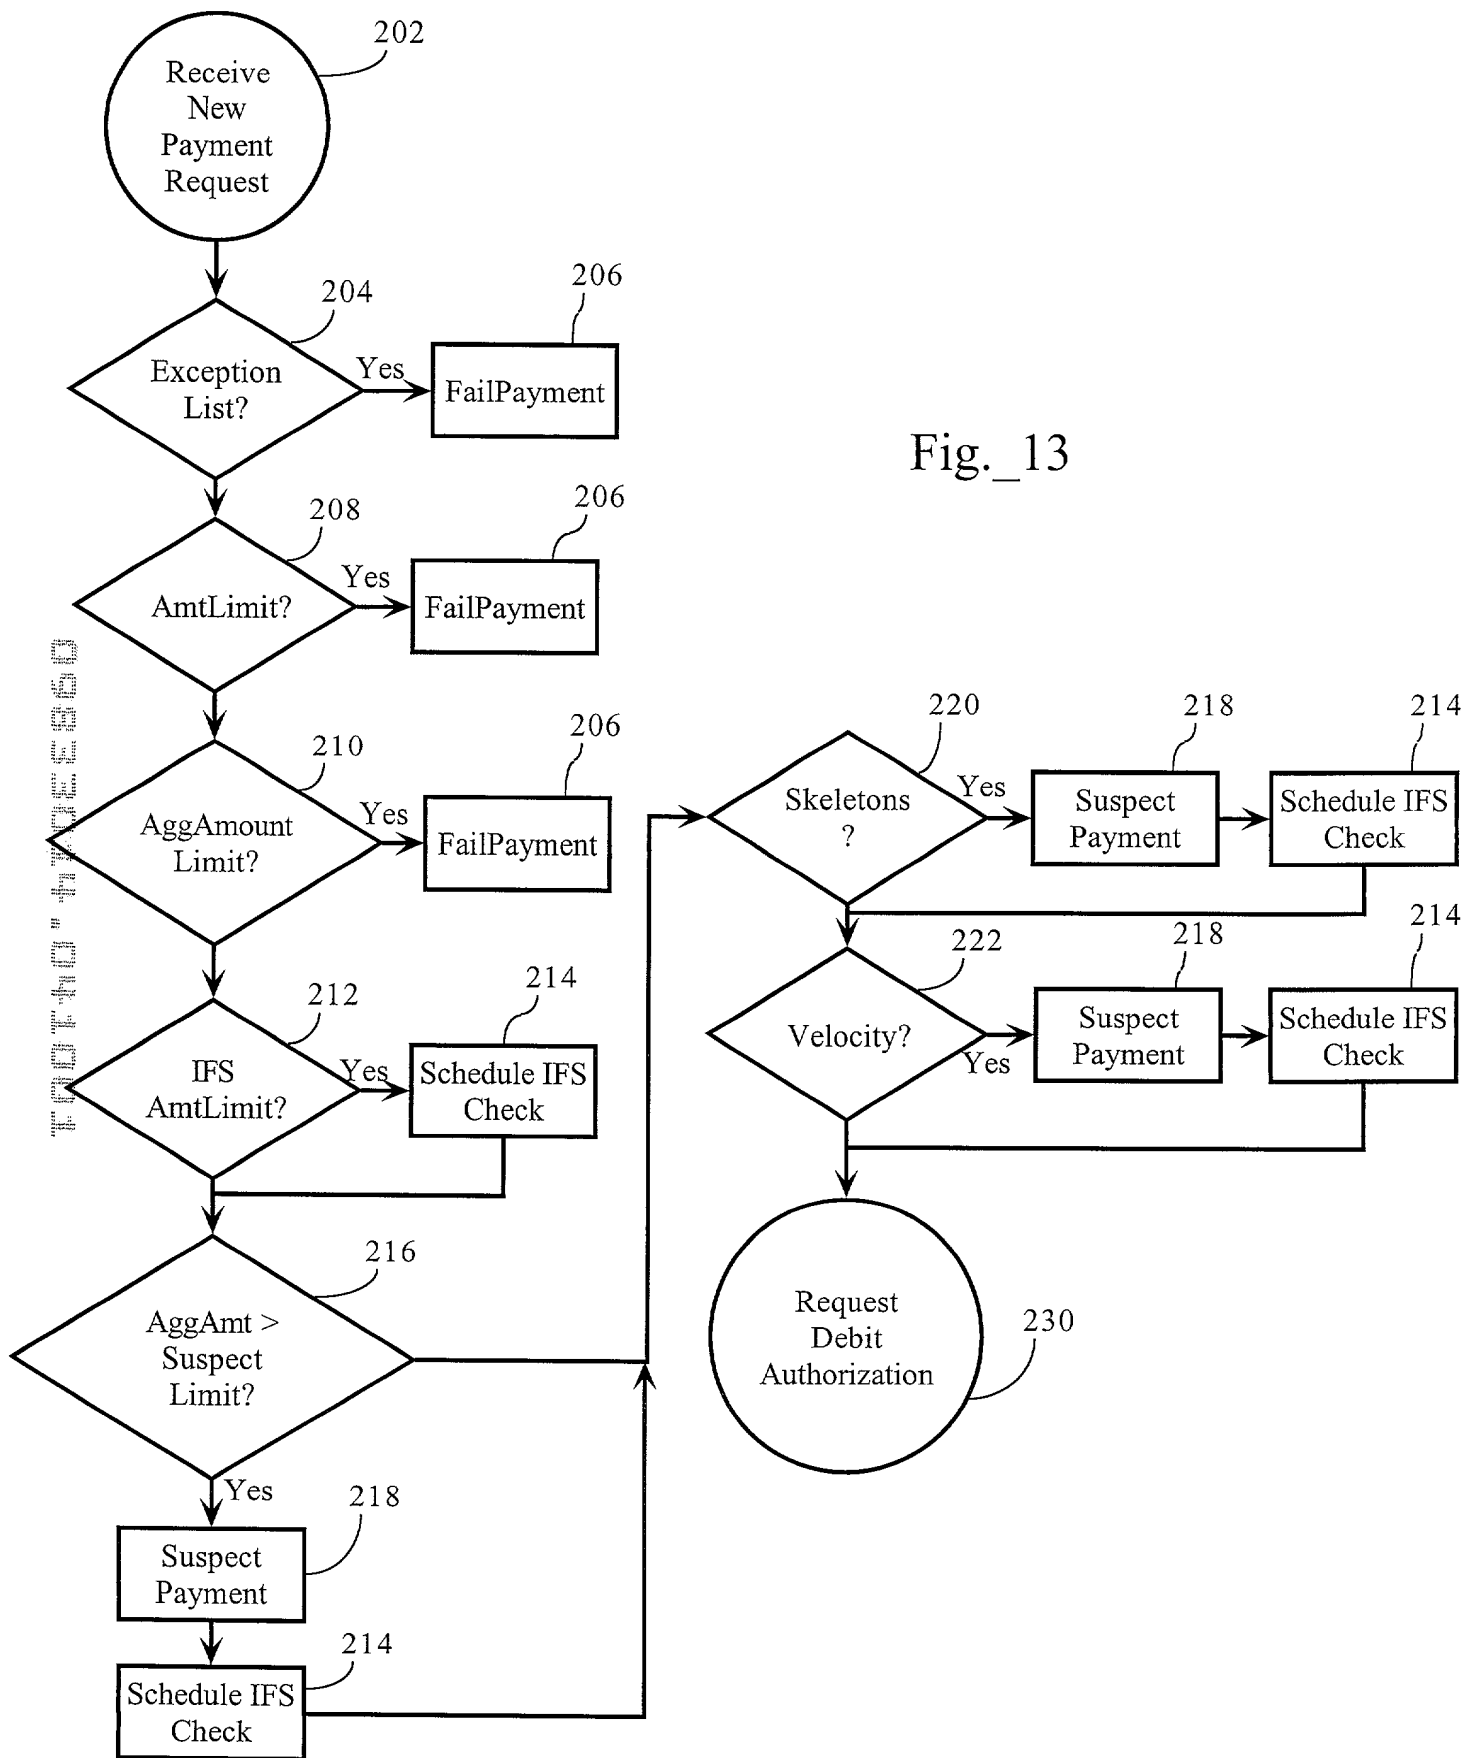 202
Receive
New
Payment
Request
204
Exception
List?
Yes
206
FailPayment
208
AmtLimit?
Yes
206
FailPayment
210
AggAmount
Limit?
Yes
206
FailPayment
212
IFS
AmtLimit?
Yes
214
Schedule IFS
Check
216
AggAmt >
Suspect
Limit?
Yes
218
Suspect
Payment
214
Schedule IFS
Check
Fig._13
220
Skeletons
?
Yes
218
Suspect
Payment
214
Schedule IFS
Check
222
Velocity?
Yes
218
Suspect
Payment
214
Schedule IFS
Check
230
Request
Debit
Authorization